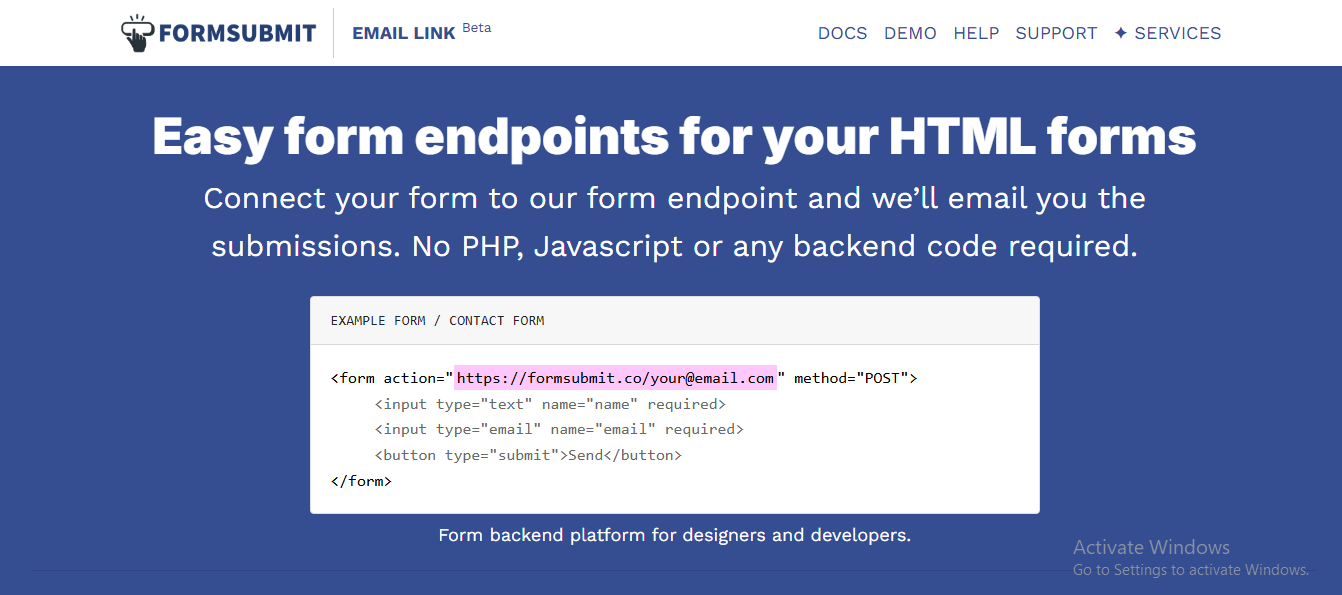 FORMSUBMIT
EMAIL LINK Beta
DOCS DEMO HELP SUPPORT ✦ SERVICES
Easy form endpoints for your HTML forms
Connect your form to our form endpoint and we’ll email you the
submissions. No PHP, Javascript or any backend code required.
EXAMPLE FORM / CONTACT FORM
<form action="https://formsubmit.co/your@email.com" method="POST">
<input type="text" name="name" required>
<input type="email" name="email" required>
<button type="submit">Send</button>
</form>
Form backend platform for designers and developers.
Activate Windows
Go to Settings to activate Windows.